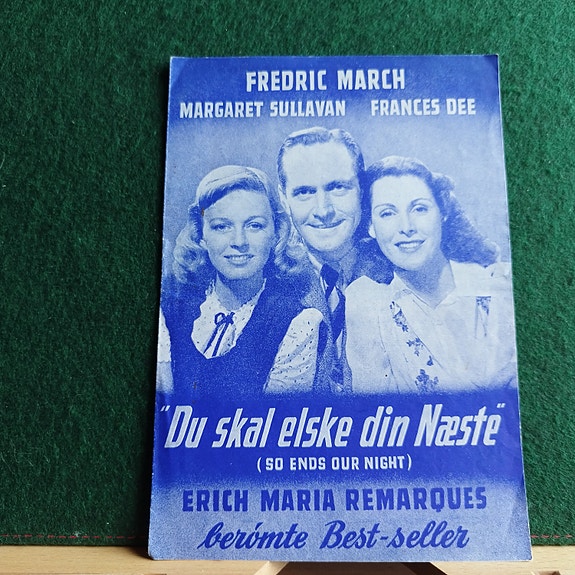 FREDRIC MARCH
MARGARET SULLAVAN FRANCES DEE
"Du skal elske din Næste"
(SO ENDS OUR NIGHT)
ERICH MARIA REMARQUES
berómte Best-seller